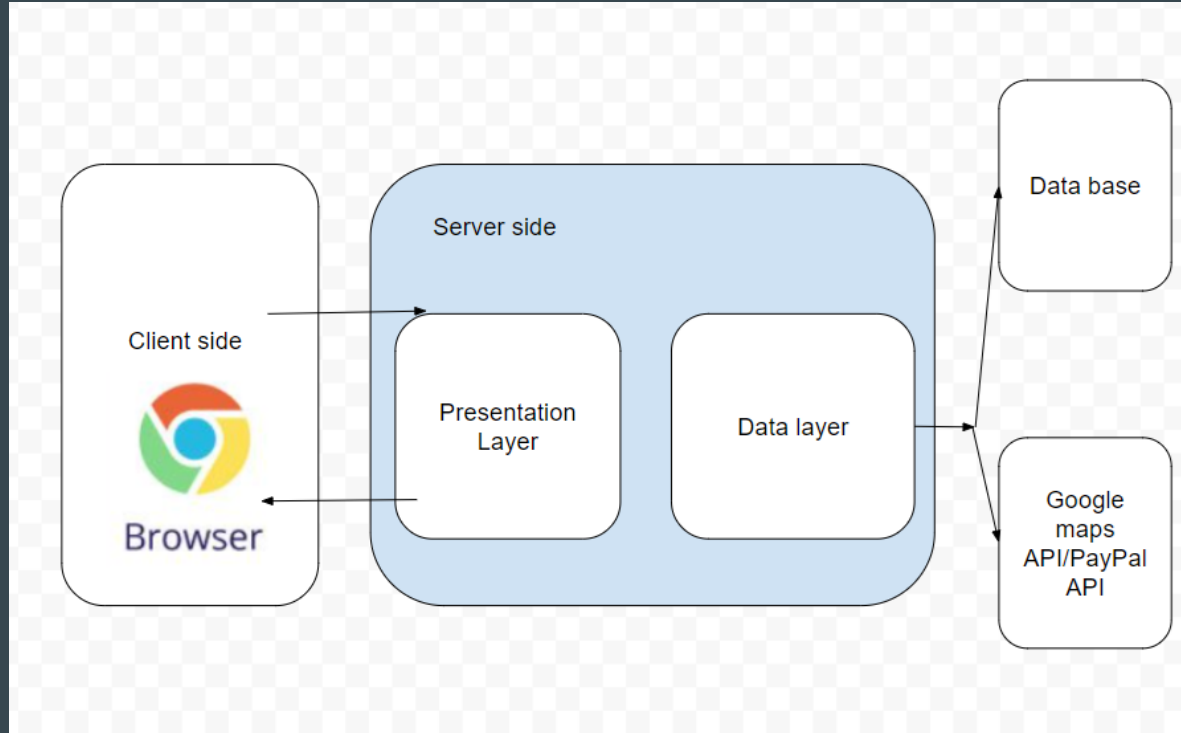 Client side
Browser
Server side
Presentation
Layer
Data layer
Data base
Google
maps
API/PayPal
API